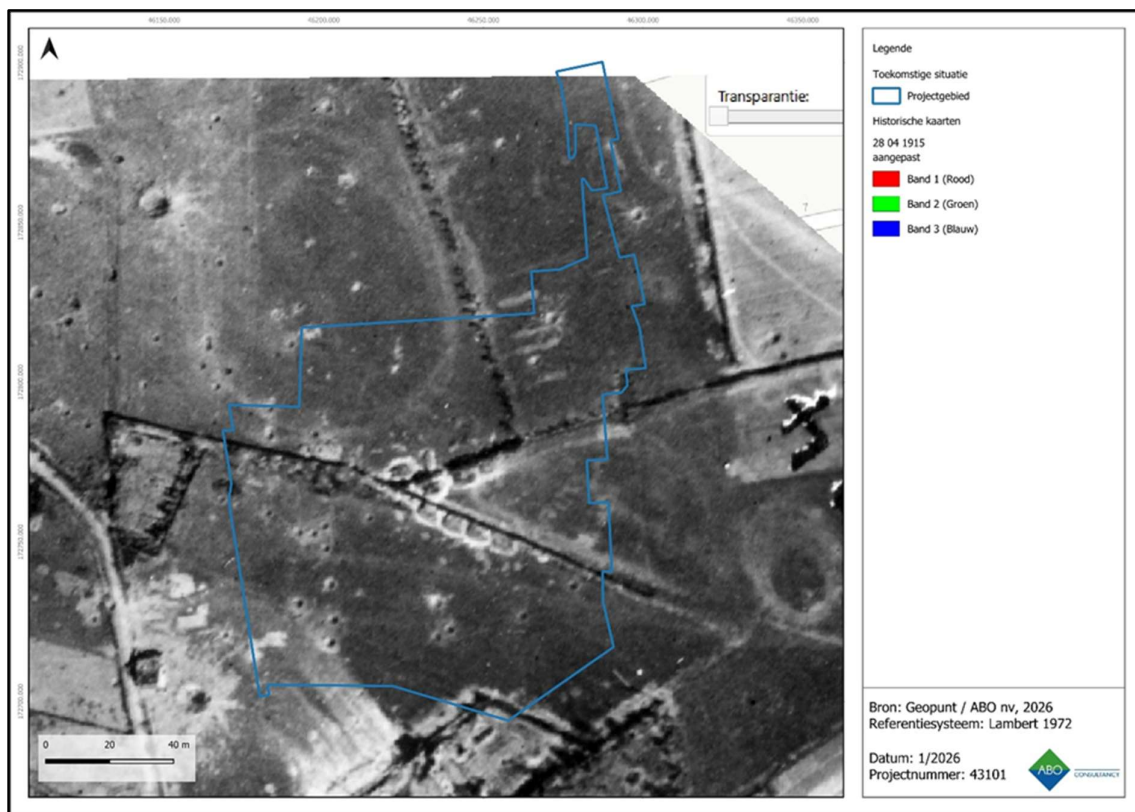 46150.000 46200.000 46250.000 46300.000 46350.000
172900.000
172850.000
172800.000
172750.000
172700.000
Transparantie:
7
0 20 40 m
Legende
Toekomstige situatie
Projectgebied
Historische kaarten
28 04 1915
aangepast
Band 1 (Rood)
Band 2 (Groen)
Band 3 (Blauw)
Bron: Geopunt / ABO nv, 2026
Referentiesysteem: Lambert 1972
Datum: 1/2026
Projectnummer: 43101
ABO CONSULTANCY